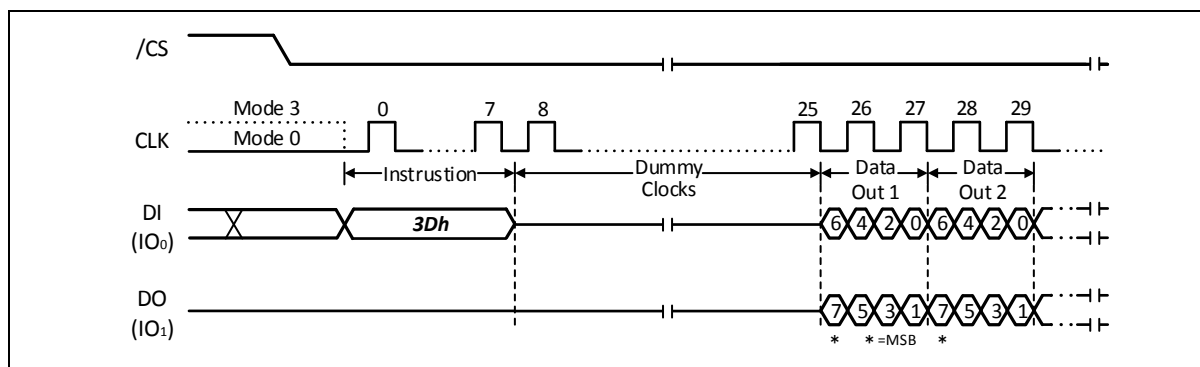 /CS
Mode 3
0 7 8 25 26 27 28 29
CLK
Mode 0
Instrustion
Dummy Clocks
Data Out 1
Data Out 2
DI
(IO₀)
3Dh
6 4 2 0 6 4 2 0
DO
(IO₁)
7 5 3 1 7 5 3 1
* * =MSB *